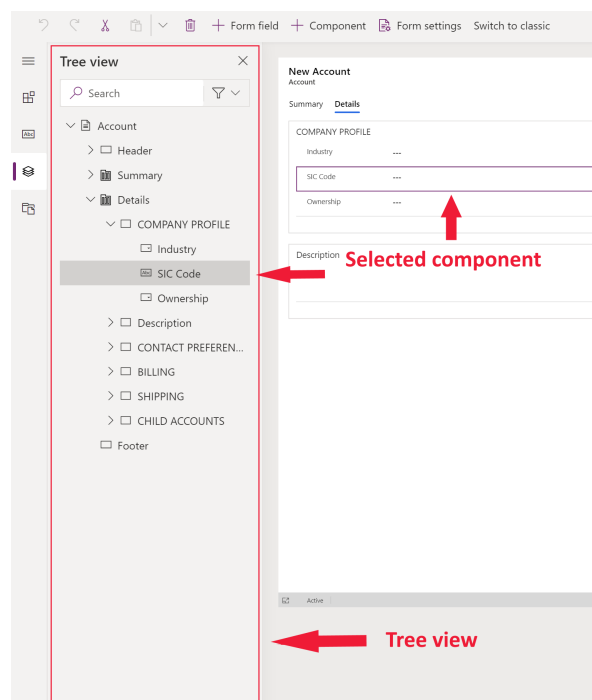 Form field
Component
Form settings
Switch to classic
Tree view
Search
Abc
Account
Header
Summary
Details
COMPANY PROFILE
Industry
Abc SIC Code
Ownership
Description
CONTACT PREFEREN...
BILLING
SHIPPING
CHILD ACCOUNTS
Footer
New Account
Account
Summary Details
COMPANY PROFILE
Industry ---
SIC Code ---
Ownership ---
Description
Selected component
Active
Tree view